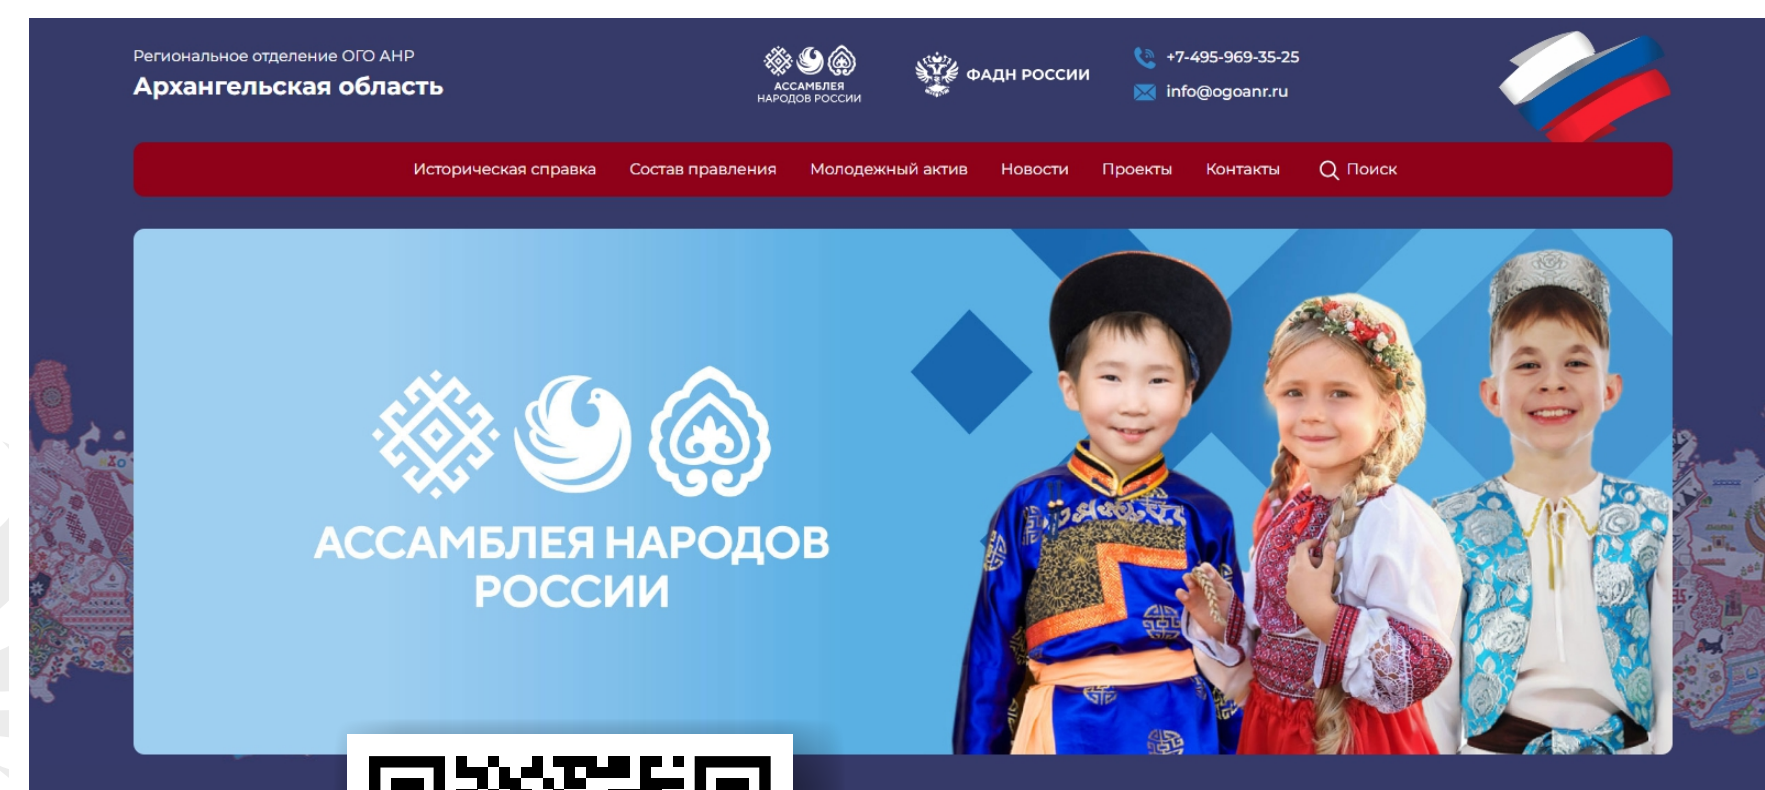 Региональное отделение ОГО АНР
Архангельская область
АССАМБЛЕЯ
НАРОДОВ РОССИИ
ФАДН РОССИИ
+7-495-969-35-25
info@ogoanr.ru
Историческая справка Состав правления Молодежный актив Новости Проекты Контакты Поиск
АССАМБЛЕЯ НАРОДОВ
РОССИИ